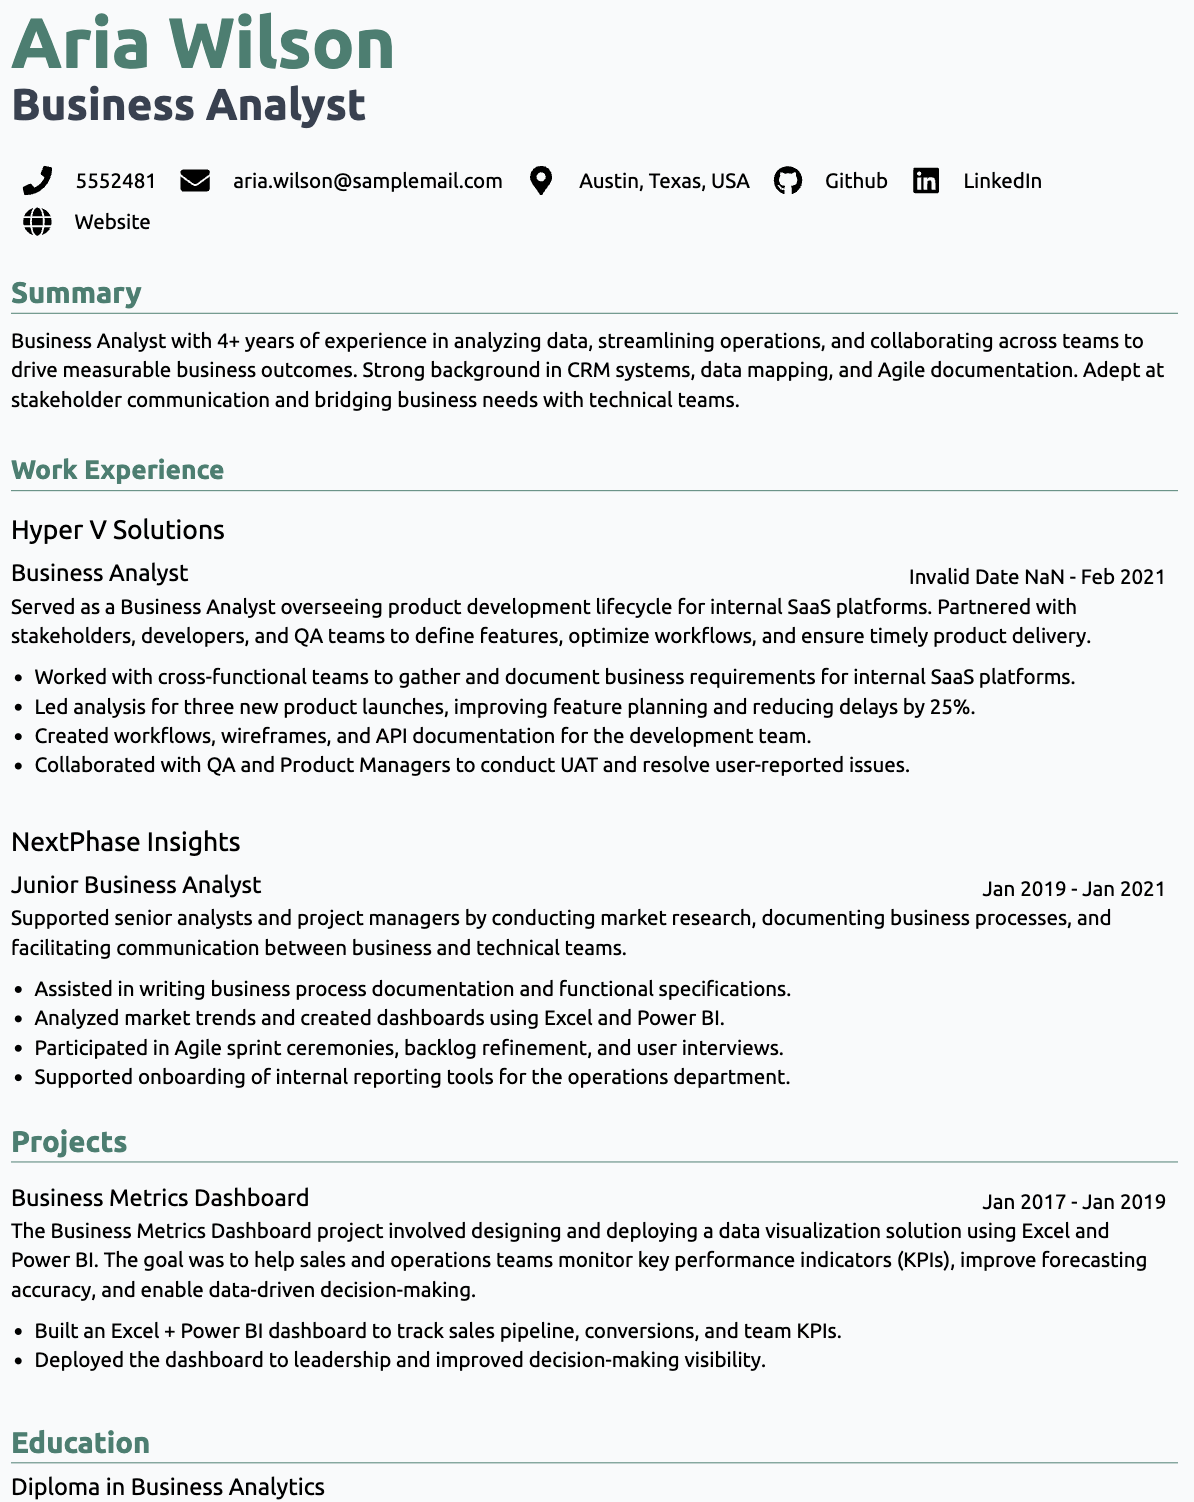 Aria Wilson
Business Analyst
5552481 aria.wilson@samplemail.com Austin, Texas, USA Github LinkedIn
Website
Summary
Business Analyst with 4+ years of experience in analyzing data, streamlining operations, and collaborating across teams to
drive measurable business outcomes. Strong background in CRM systems, data mapping, and Agile documentation. Adept at
stakeholder communication and bridging business needs with technical teams.
Work Experience
Hyper V Solutions
Business Analyst Invalid Date NaN - Feb 2021
Served as a Business Analyst overseeing product development lifecycle for internal SaaS platforms. Partnered with
stakeholders, developers, and QA teams to define features, optimize workflows, and ensure timely product delivery.
• Worked with cross-functional teams to gather and document business requirements for internal SaaS platforms.
• Led analysis for three new product launches, improving feature planning and reducing delays by 25%.
• Created workflows, wireframes, and API documentation for the development team.
• Collaborated with QA and Product Managers to conduct UAT and resolve user-reported issues.
NextPhase Insights
Junior Business Analyst Jan 2019 - Jan 2021
Supported senior analysts and project managers by conducting market research, documenting business processes, and
facilitating communication between business and technical teams.
• Assisted in writing business process documentation and functional specifications.
• Analyzed market trends and created dashboards using Excel and Power BI.
• Participated in Agile sprint ceremonies, backlog refinement, and user interviews.
• Supported onboarding of internal reporting tools for the operations department.
Projects
Business Metrics Dashboard Jan 2017 - Jan 2019
The Business Metrics Dashboard project involved designing and deploying a data visualization solution using Excel and
Power BI. The goal was to help sales and operations teams monitor key performance indicators (KPIs), improve forecasting
accuracy, and enable data-driven decision-making.
• Built an Excel + Power BI dashboard to track sales pipeline, conversions, and team KPIs.
• Deployed the dashboard to leadership and improved decision-making visibility.
Education
Diploma in Business Analytics